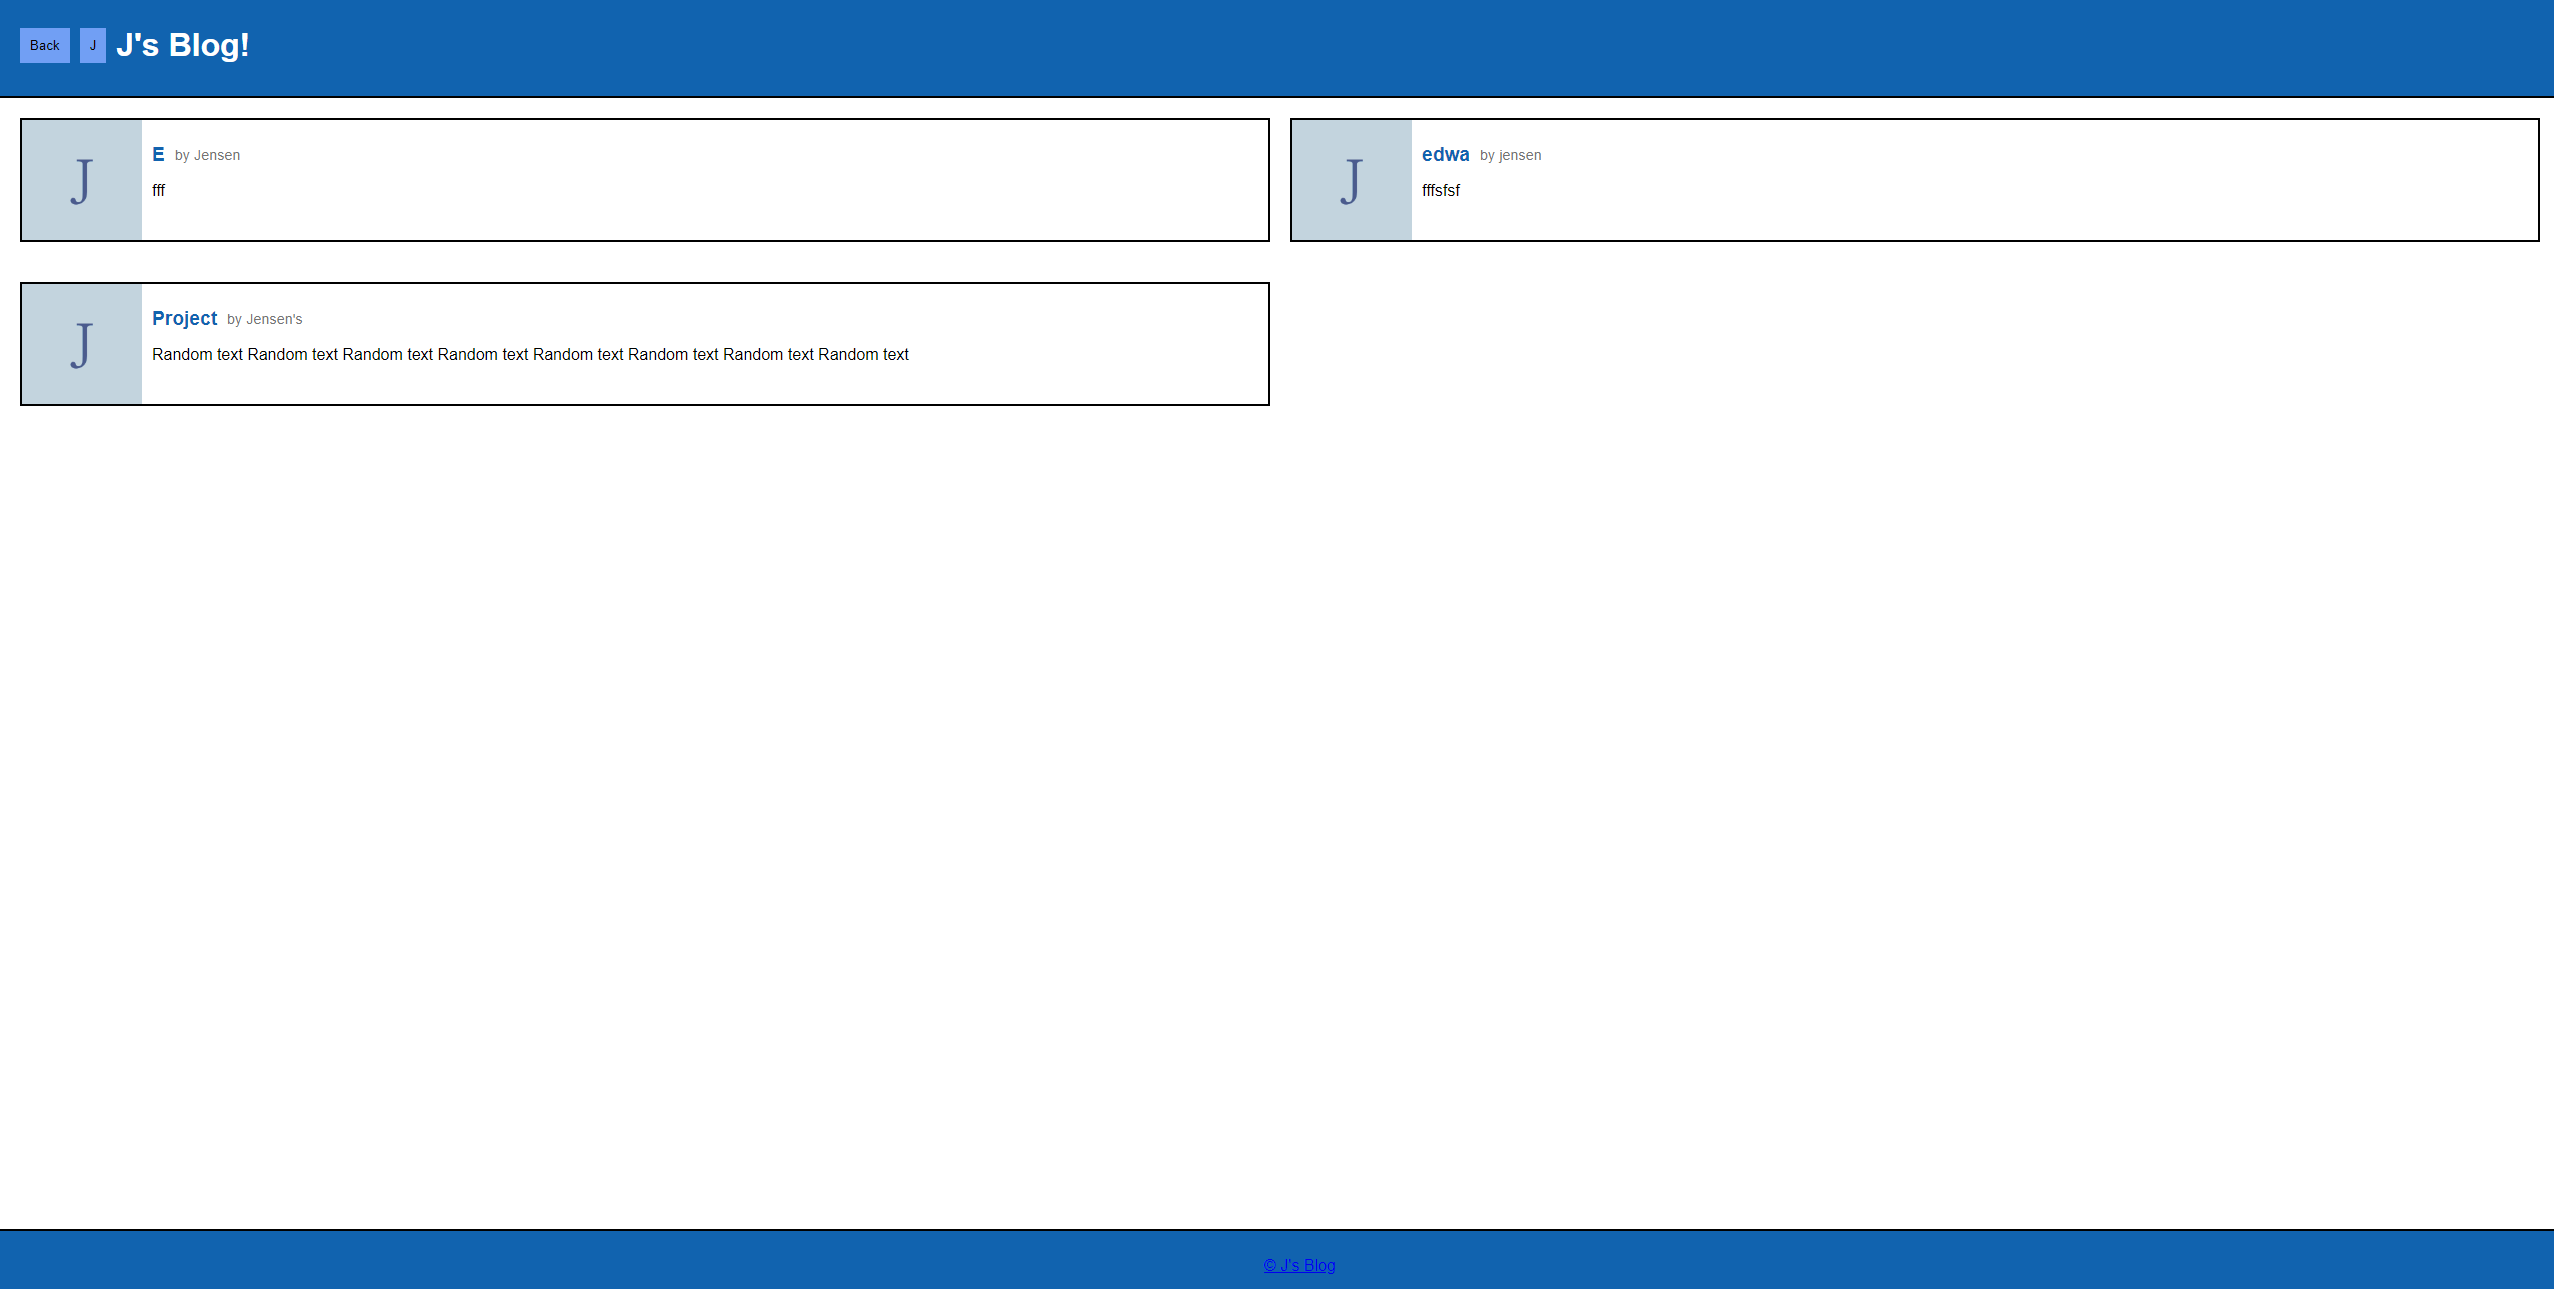 Back J J's Blog!
J
E by Jensen
fff
J
edwa by jensen
fffsfsf
J
Project by Jensen's
Random text Random text Random text Random text Random text Random text Random text Random text
© J's Blog